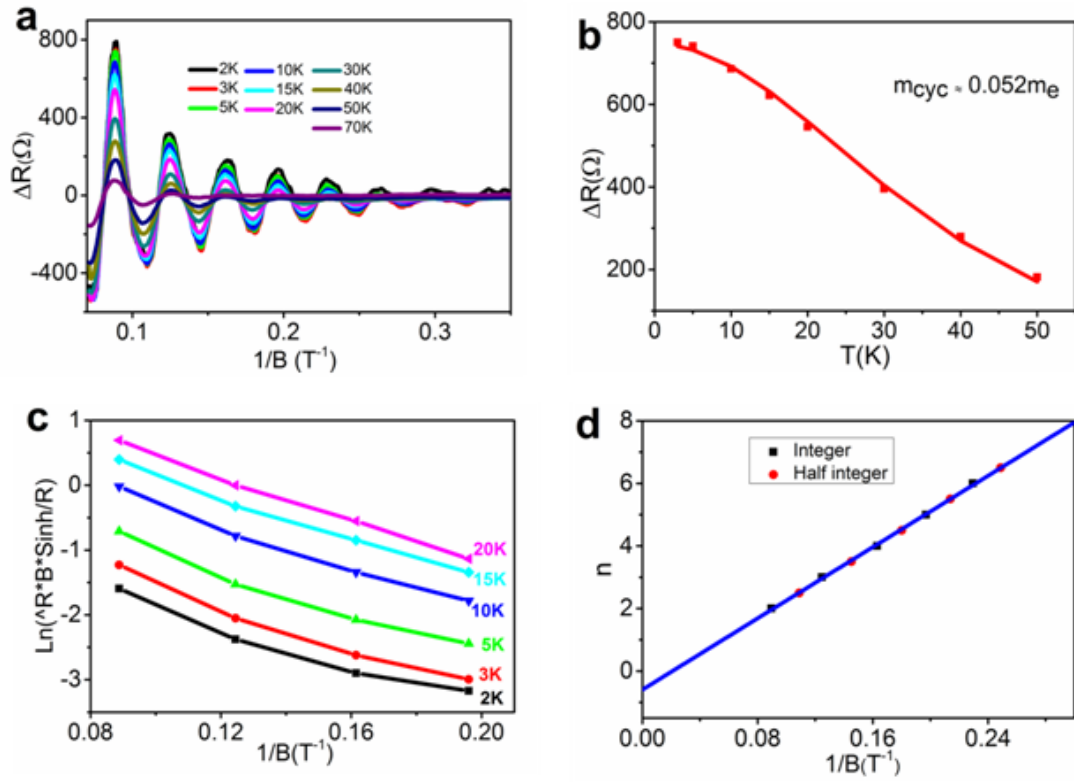 a
800
400
0
-400
ΔR(Ω)
2K 10K 30K
3K 15K 40K
5K 20K 50K
70K
0.1 0.2 0.3
1/B (T⁻¹)
b
800
600
400
200
ΔR(Ω)
m_cyc ≈ 0.052m_e
0 10 20 30 40 50
T(K)
c
1
0
-1
-2
-3
Ln(^R*B*Sinh/R)
20K
15K
10K
5K
3K
2K
0.08 0.12 0.16 0.20
1/B(T⁻¹)
d
8
6
4
2
0
n
Integer
Half integer
0.00 0.08 0.16 0.24
1/B(T⁻¹)